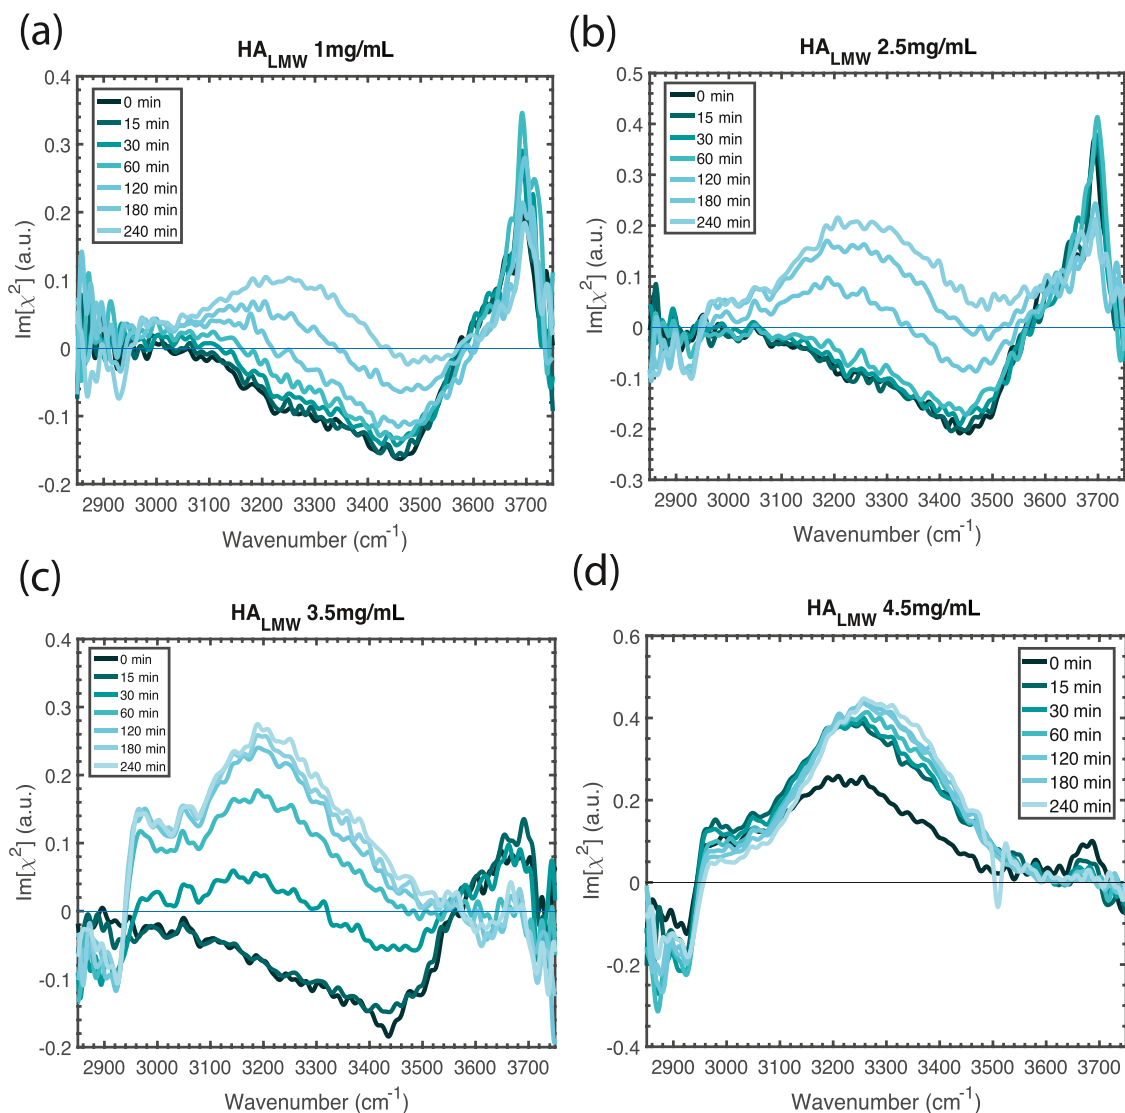 (a)
HA_LMW 1mg/mL
0.4
0.3
0.2
0.1
0
-0.1
-0.2
Im[χ²] (a.u.)
0 min
15 min
30 min
60 min
120 min
180 min
240 min
2900 3000 3100 3200 3300 3400 3500 3600 3700
Wavenumber (cm⁻¹)
(b)
HA_LMW 2.5mg/mL
0.5
0.4
0.3
0.2
0.1
0
-0.1
-0.2
-0.3
Im[χ²] (a.u.)
0 min
15 min
30 min
60 min
120 min
180 min
240 min
2900 3000 3100 3200 3300 3400 3500 3600 3700
Wavenumber (cm⁻¹)
(c)
HA_LMW 3.5mg/mL
0.4
0.3
0.2
0.1
0
-0.1
-0.2
Im[χ²] (a.u.)
0 min
15 min
30 min
60 min
120 min
180 min
240 min
2900 3000 3100 3200 3300 3400 3500 3600 3700
Wavenumber (cm⁻¹)
(d)
HA_LMW 4.5mg/mL
0.6
0.4
0.2
0
-0.2
-0.4
Im[χ²] (a.u.)
0 min
15 min
30 min
60 min
120 min
180 min
240 min
2900 3000 3100 3200 3300 3400 3500 3600 3700
Wavenumber (cm⁻¹)